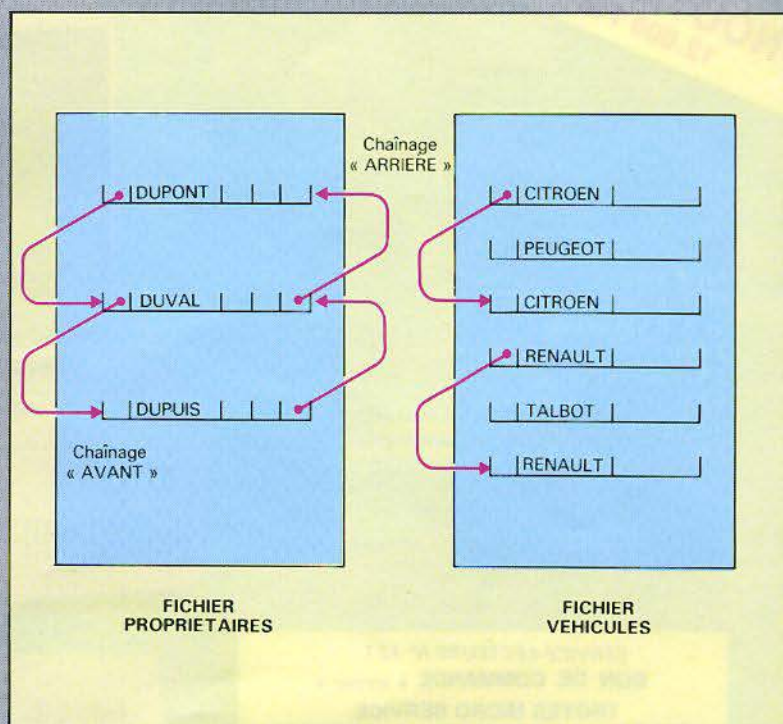 Chaînage
« ARRIERE »
DUPONT
DUVAL
DUPUIS
Chaînage
« AVANT »
FICHIER
PROPRIETAIRES
CITROEN
PEUGEOT
CITROEN
RENAULT
TALBOT
RENAULT
FICHIER
VEHICULES
BON DE COMMANDE